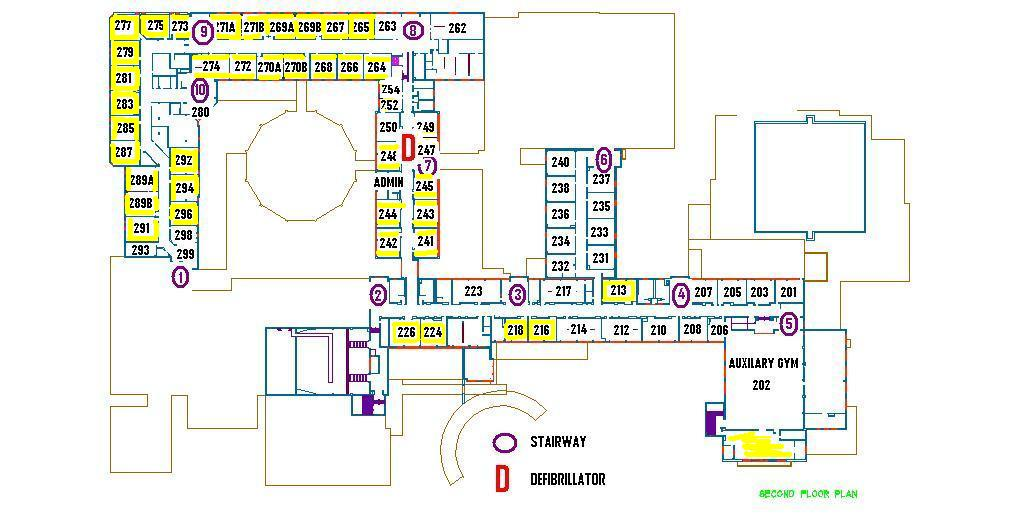 277 275 273 9 271A 271B 269A 269B 267 265 263 8 262
279
274 272 270A 270B 268 266 264
281
10
254
283
252
280
285 250 249
287 D 247
248
292 7 240 6
289A ADMIN 245 237
294 238
289B 235
296 244 243 236
291 298 233
242 241 234
293 299 231
232
1
2 223 3 217 213 4 207 205 203 201
226 224 218 216 214 212 210 208 206 5
AUXILARY GYM
202
STAIRWAY
D DEFIBRILLATOR
SECOND FLOOR PLAN